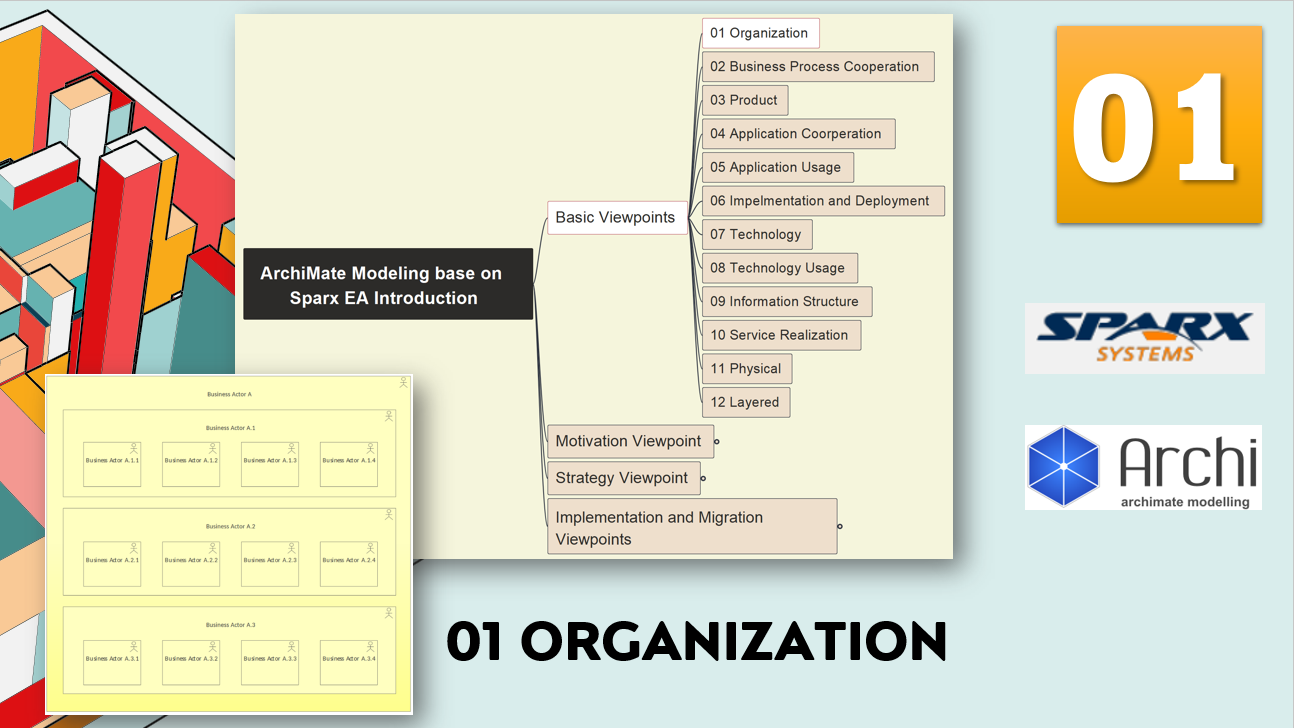 01 Organization
02 Business Process Cooperation
03 Product
04 Application Coorperation
05 Application Usage
06 Impelmentation and Deployment
07 Technology
08 Technology Usage
09 Information Structure
10 Service Realization
11 Physical
12 Layered
Basic Viewpoints
ArchiMate Modeling base on
Sparx EA Introduction
Motivation Viewpoint
Strategy Viewpoint
Implementation and Migration
Viewpoints
01
SPARX
SYSTEMS
Archi
archimate modelling
Business Actor A
Business Actor A.1
Business Actor A.1.1
Business Actor A.1.2
Business Actor A.1.3
Business Actor A.1.4
Business Actor A.2
Business Actor A.2.1
Business Actor A.2.2
Business Actor A.2.3
Business Actor A.2.4
Business Actor A.3
Business Actor A.3.1
Business Actor A.3.2
Business Actor A.3.3
Business Actor A.3.4
01 ORGANIZATION